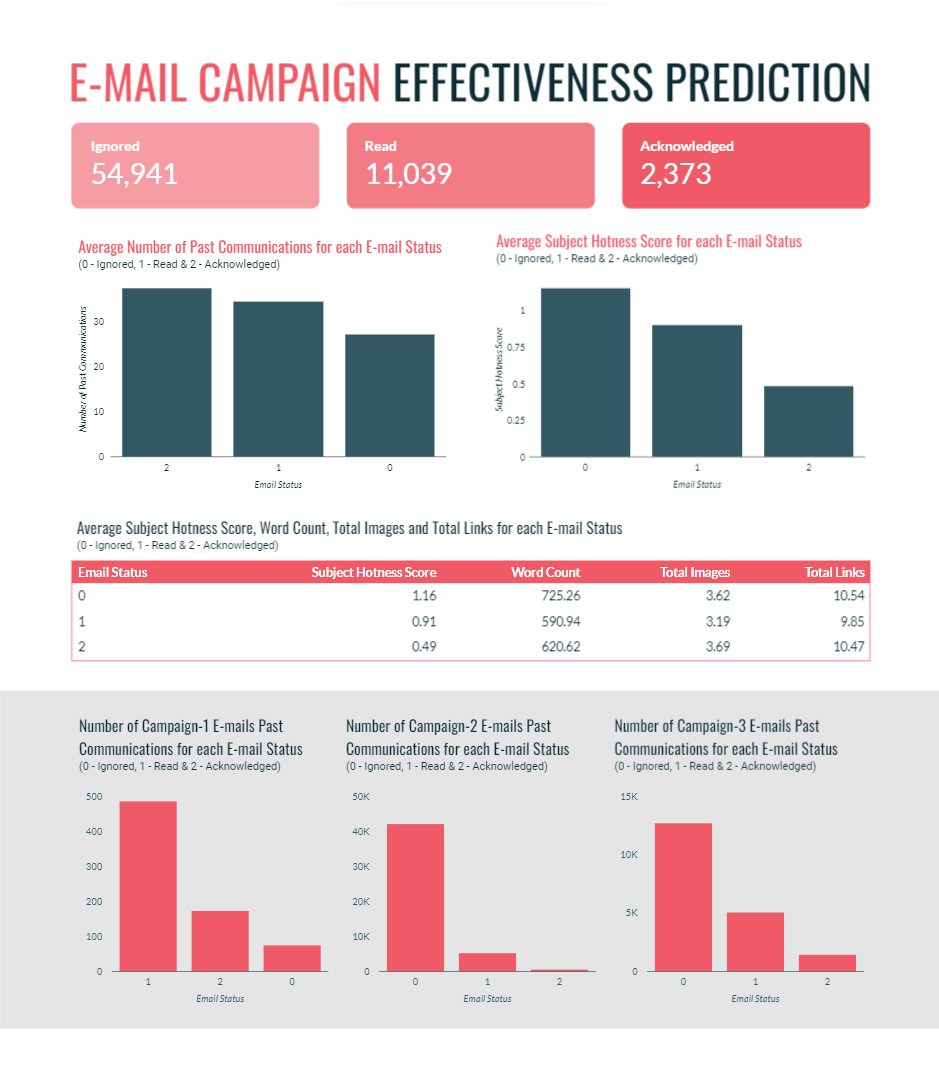 E-MAIL CAMPAIGN EFFECTIVENESS PREDICTION
Ignored
54,941
Read
11,039
Acknowledged
2,373
Average Number of Past Communications for each E-mail Status
(0 - Ignored, 1 - Read & 2 - Acknowledged)
Number of Past Communications
30
20
10
0
2 1 0
Email Status
Average Subject Hotness Score for each E-mail Status
(0 - Ignored, 1 - Read & 2 - Acknowledged)
Subject Hotness Score
1
0.75
0.5
0.25
0
0 1 2
Email Status
Average Subject Hotness Score, Word Count, Total Images and Total Links for each E-mail Status
(0 - Ignored, 1 - Read & 2 - Acknowledged)
Email Status Subject Hotness Score Word Count Total Images Total Links
0 1.16 725.26 3.62 10.54
1 0.91 590.94 3.19 9.85
2 0.49 620.62 3.69 10.47
Number of Campaign-1 E-mails Past
Communications for each E-mail Status
(0 - Ignored, 1 - Read & 2 - Acknowledged)
500
400
300
200
100
0
1 2 0
Email Status
Number of Campaign-2 E-mails Past
Communications for each E-mail Status
(0 - Ignored, 1 - Read & 2 - Acknowledged)
50K
40K
30K
20K
10K
0
0 1 2
Email Status
Number of Campaign-3 E-mails Past
Communications for each E-mail Status
(0 - Ignored, 1 - Read & 2 - Acknowledged)
15K
10K
5K
0
0 1 2
Email Status